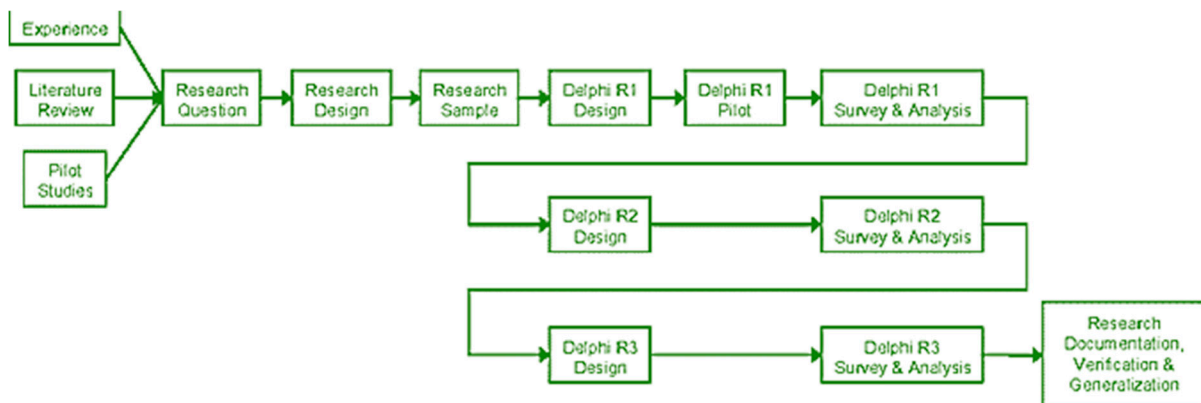 Experience
Literature
Review
Pilot
Studies
Research
Question
Research
Design
Research
Sample
Delphi R1
Design
Delphi R1
Pilot
Delphi R1
Survey & Analysis
Delphi R2
Design
Delphi R2
Survey & Analysis
Delphi R3
Design
Delphi R3
Survey & Analysis
Research
Documentation,
Verification &
Generalization